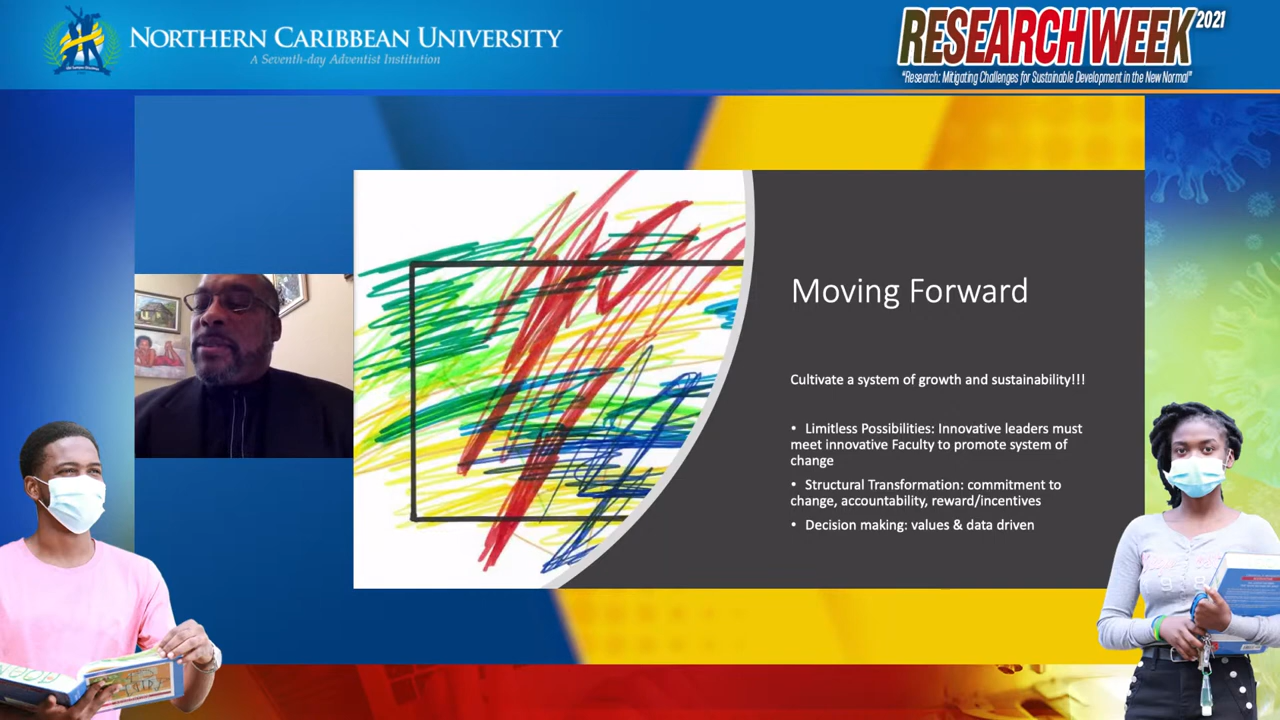 NORTHERN CARIBBEAN UNIVERSITY
A Seventh-day Adventist Institution
RESEARCH WEEK 2021
"Research: Mitigating Challenges for Sustainable Development in the New Normal"
Moving Forward
Cultivate a system of growth and sustainability!!!
• Limitless Possibilities: Innovative leaders must
meet innovative Faculty to promote system of
change
• Structural Transformation: commitment to
change, accountability, reward/incentives
• Decision making: values & data driven